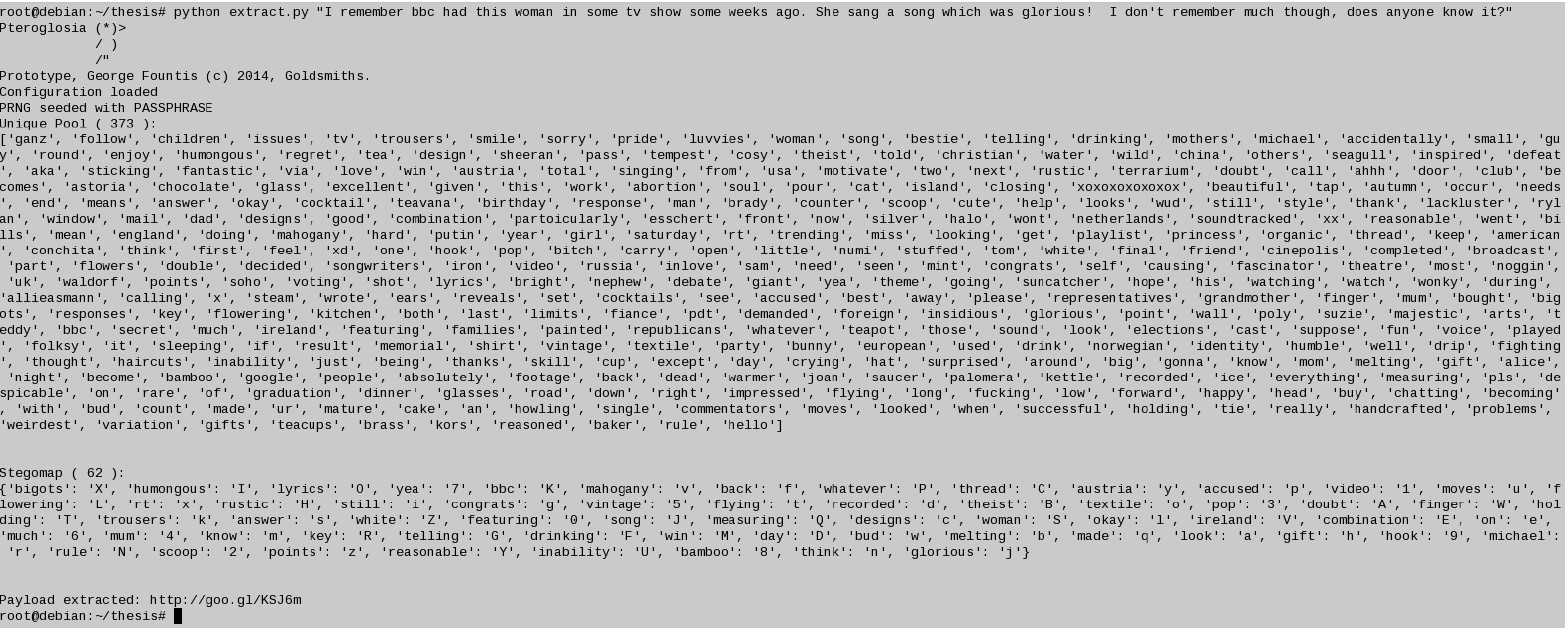 root@debian:~/thesis# python extract.py "I remember bbc had this woman in some tv show some weeks ago. She sang a song which was glorious!  I don't remember much though, does anyone know it?"
Pteroglosia (*)>
            / )
            /"
Prototype, George Fountis (c) 2014, Goldsmiths.
Configuration loaded
PRNG seeded with PASSPHRASE
Unique Pool ( 373 ):
['ganz', 'follow', 'children', 'issues', 'tv', 'trousers', 'smile', 'sorry', 'pride', 'luvvies', 'woman', 'song', 'bestie', 'telling', 'drinking', 'mothers', 'michael', 'accidentally', 'small', 'gu
y', 'round', 'enjoy', 'humongous', 'regret', 'tea', 'design', 'sheeran', 'pass', 'tempest', 'cosy', 'theist', 'told', 'christian', 'water', 'wild', 'china', 'others', 'seagull', 'inspired', 'defeat
', 'aka', 'sticking', 'fantastic', 'via', 'love', 'win', 'austria', 'total', 'singing', 'from', 'usa', 'motivate', 'two', 'next', 'rustic', 'terrarium', 'doubt', 'call', 'ahhh', 'door', 'club', 'be
comes', 'astoria', 'chocolate', 'glass', 'excellent', 'given', 'this', 'work', 'abortion', 'soul', 'pour', 'cat', 'island', 'closing', 'xoxoxoxoxoxox', 'beautiful', 'tap', 'autumn', 'occur', 'needs
', 'end', 'means', 'answer', 'okay', 'cocktail', 'teavana', 'birthday', 'response', 'man', 'brady', 'counter', 'scoop', 'cute', 'help', 'looks', 'wud', 'still', 'style', 'thank', 'lackluster', 'ryl
an', 'window', 'mail', 'dad', 'designs', 'good', 'combination', 'partoicularly', 'esschert', 'front', 'now', 'silver', 'halo', 'wont', 'netherlands', 'soundtracked', 'xx', 'reasonable', 'went', 'bi
lls', 'mean', 'england', 'doing', 'mahogany', 'hard', 'putin', 'year', 'girl', 'saturday', 'rt', 'trending', 'miss', 'looking', 'get', 'playlist', 'princess', 'organic', 'thread', 'keep', 'american
', 'conchita', 'think', 'first', 'feel', 'xd', 'one', 'hook', 'pop', 'bitch', 'carry', 'open', 'little', 'numi', 'stuffed', 'tom', 'white', 'final', 'friend', 'cinepolis', 'completed', 'broadcast',
 'part', 'flowers', 'double', 'decided', 'songwriters', 'iron', 'video', 'russia', 'inlove', 'sam', 'need', 'seen', 'mint', 'congrats', 'self', 'causing', 'fascinator', 'theatre', 'most', 'noggin',
 'uk', 'waldorf', 'points', 'soho', 'voting', 'shot', 'lyrics', 'bright', 'nephew', 'debate', 'giant', 'yea', 'theme', 'going', 'suncatcher', 'hope', 'his', 'watching', 'watch', 'wonky', 'during',
'allieasmann', 'calling', 'x', 'steam', 'wrote', 'ears', 'reveals', 'set', 'cocktails', 'see', 'accused', 'best', 'away', 'please', 'representatives', 'grandmother', 'finger', 'mum', 'bought', 'big
ots', 'responses', 'key', 'flowering', 'kitchen', 'both', 'last', 'limits', 'fiance', 'pdt', 'demanded', 'foreign', 'insidious', 'glorious', 'point', 'wall', 'poly', 'suzie', 'majestic', 'arts', 't
eddy', 'bbc', 'secret', 'much', 'ireland', 'featuring', 'families', 'painted', 'republicans', 'whatever', 'teapot', 'those', 'sound', 'look', 'elections', 'cast', 'suppose', 'fun', 'voice', 'played
', 'folksy', 'it', 'sleeping', 'if', 'result', 'memorial', 'shirt', 'vintage', 'textile', 'party', 'bunny', 'european', 'used', 'drink', 'norwegian', 'identity', 'humble', 'well', 'drip', 'fighting
', 'thought', 'haircuts', 'inability', 'just', 'being', 'thanks', 'skill', 'cup', 'except', 'day', 'crying', 'hat', 'surprised', 'around', 'big', 'gonna', 'know', 'mom', 'melting', 'gift', 'alice',
 'night', 'become', 'bamboo', 'google', 'people', 'absolutely', 'footage', 'back', 'dead', 'warmer', 'joan', 'saucer', 'palomera', 'kettle', 'recorded', 'ice', 'everything', 'measuring', 'pls', 'de
spicable', 'on', 'rare', 'of', 'graduation', 'dinner', 'glasses', 'road', 'down', 'right', 'impressed', 'flying', 'long', 'fucking', 'low', 'forward', 'happy', 'head', 'buy', 'chatting', 'becoming'
, 'with', 'bud', 'count', 'made', 'ur', 'mature', 'cake', 'an', 'howling', 'single', 'commentators', 'moves', 'looked', 'when', 'successful', 'holding', 'tie', 'really', 'handcrafted', 'problems',
'weirdest', 'variation', 'gifts', 'teacups', 'brass', 'kors', 'reasoned', 'baker', 'rule', 'hello']
Stegomap ( 62 ):
{'bigots': 'X', 'humongous': 'I', 'lyrics': 'O', 'yea': '7', 'bbc': 'K', 'mahogany': 'v', 'back': 'f', 'whatever': 'P', 'thread': 'C', 'austria': 'y', 'accused': 'p', 'video': '1', 'moves': 'u', 'f
lowering': 'L', 'rt': 'x', 'rustic': 'H', 'still': 'i', 'congrats': 'g', 'vintage': '5', 'flying': 't', 'recorded': 'd', 'theist': 'B', 'textile': 'o', 'pop': '3', 'doubt': 'A', 'finger': 'W', 'hol
ding': 'T', 'trousers': 'k', 'answer': 's', 'white': 'Z', 'featuring': '0', 'song': 'J', 'measuring': 'Q', 'designs': 'c', 'woman': 'S', 'okay': 'l', 'ireland': 'V', 'combination': 'E', 'on': 'e',
'much': '6', 'mum': '4', 'know': 'm', 'key': 'R', 'telling': 'G', 'drinking': 'F', 'win': 'M', 'day': 'D', 'bud': 'w', 'melting': 'b', 'made': 'q', 'look': 'a', 'gift': 'h', 'hook': '9', 'michael':
 'r', 'rule': 'N', 'scoop': '2', 'points': 'z', 'reasonable': 'Y', 'inability': 'U', 'bamboo': '8', 'think': 'n', 'glorious': 'j'}
Payload extracted: http://goo.gl/KSJ6m
root@debian:~/thesis#